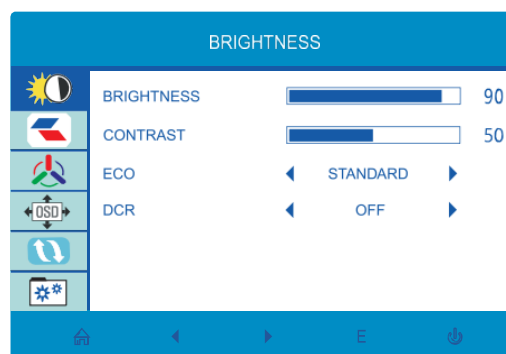 BRIGHTNESS
BRIGHTNESS 90
CONTRAST 50
ECO STANDARD
DCR OFF
OSD
E